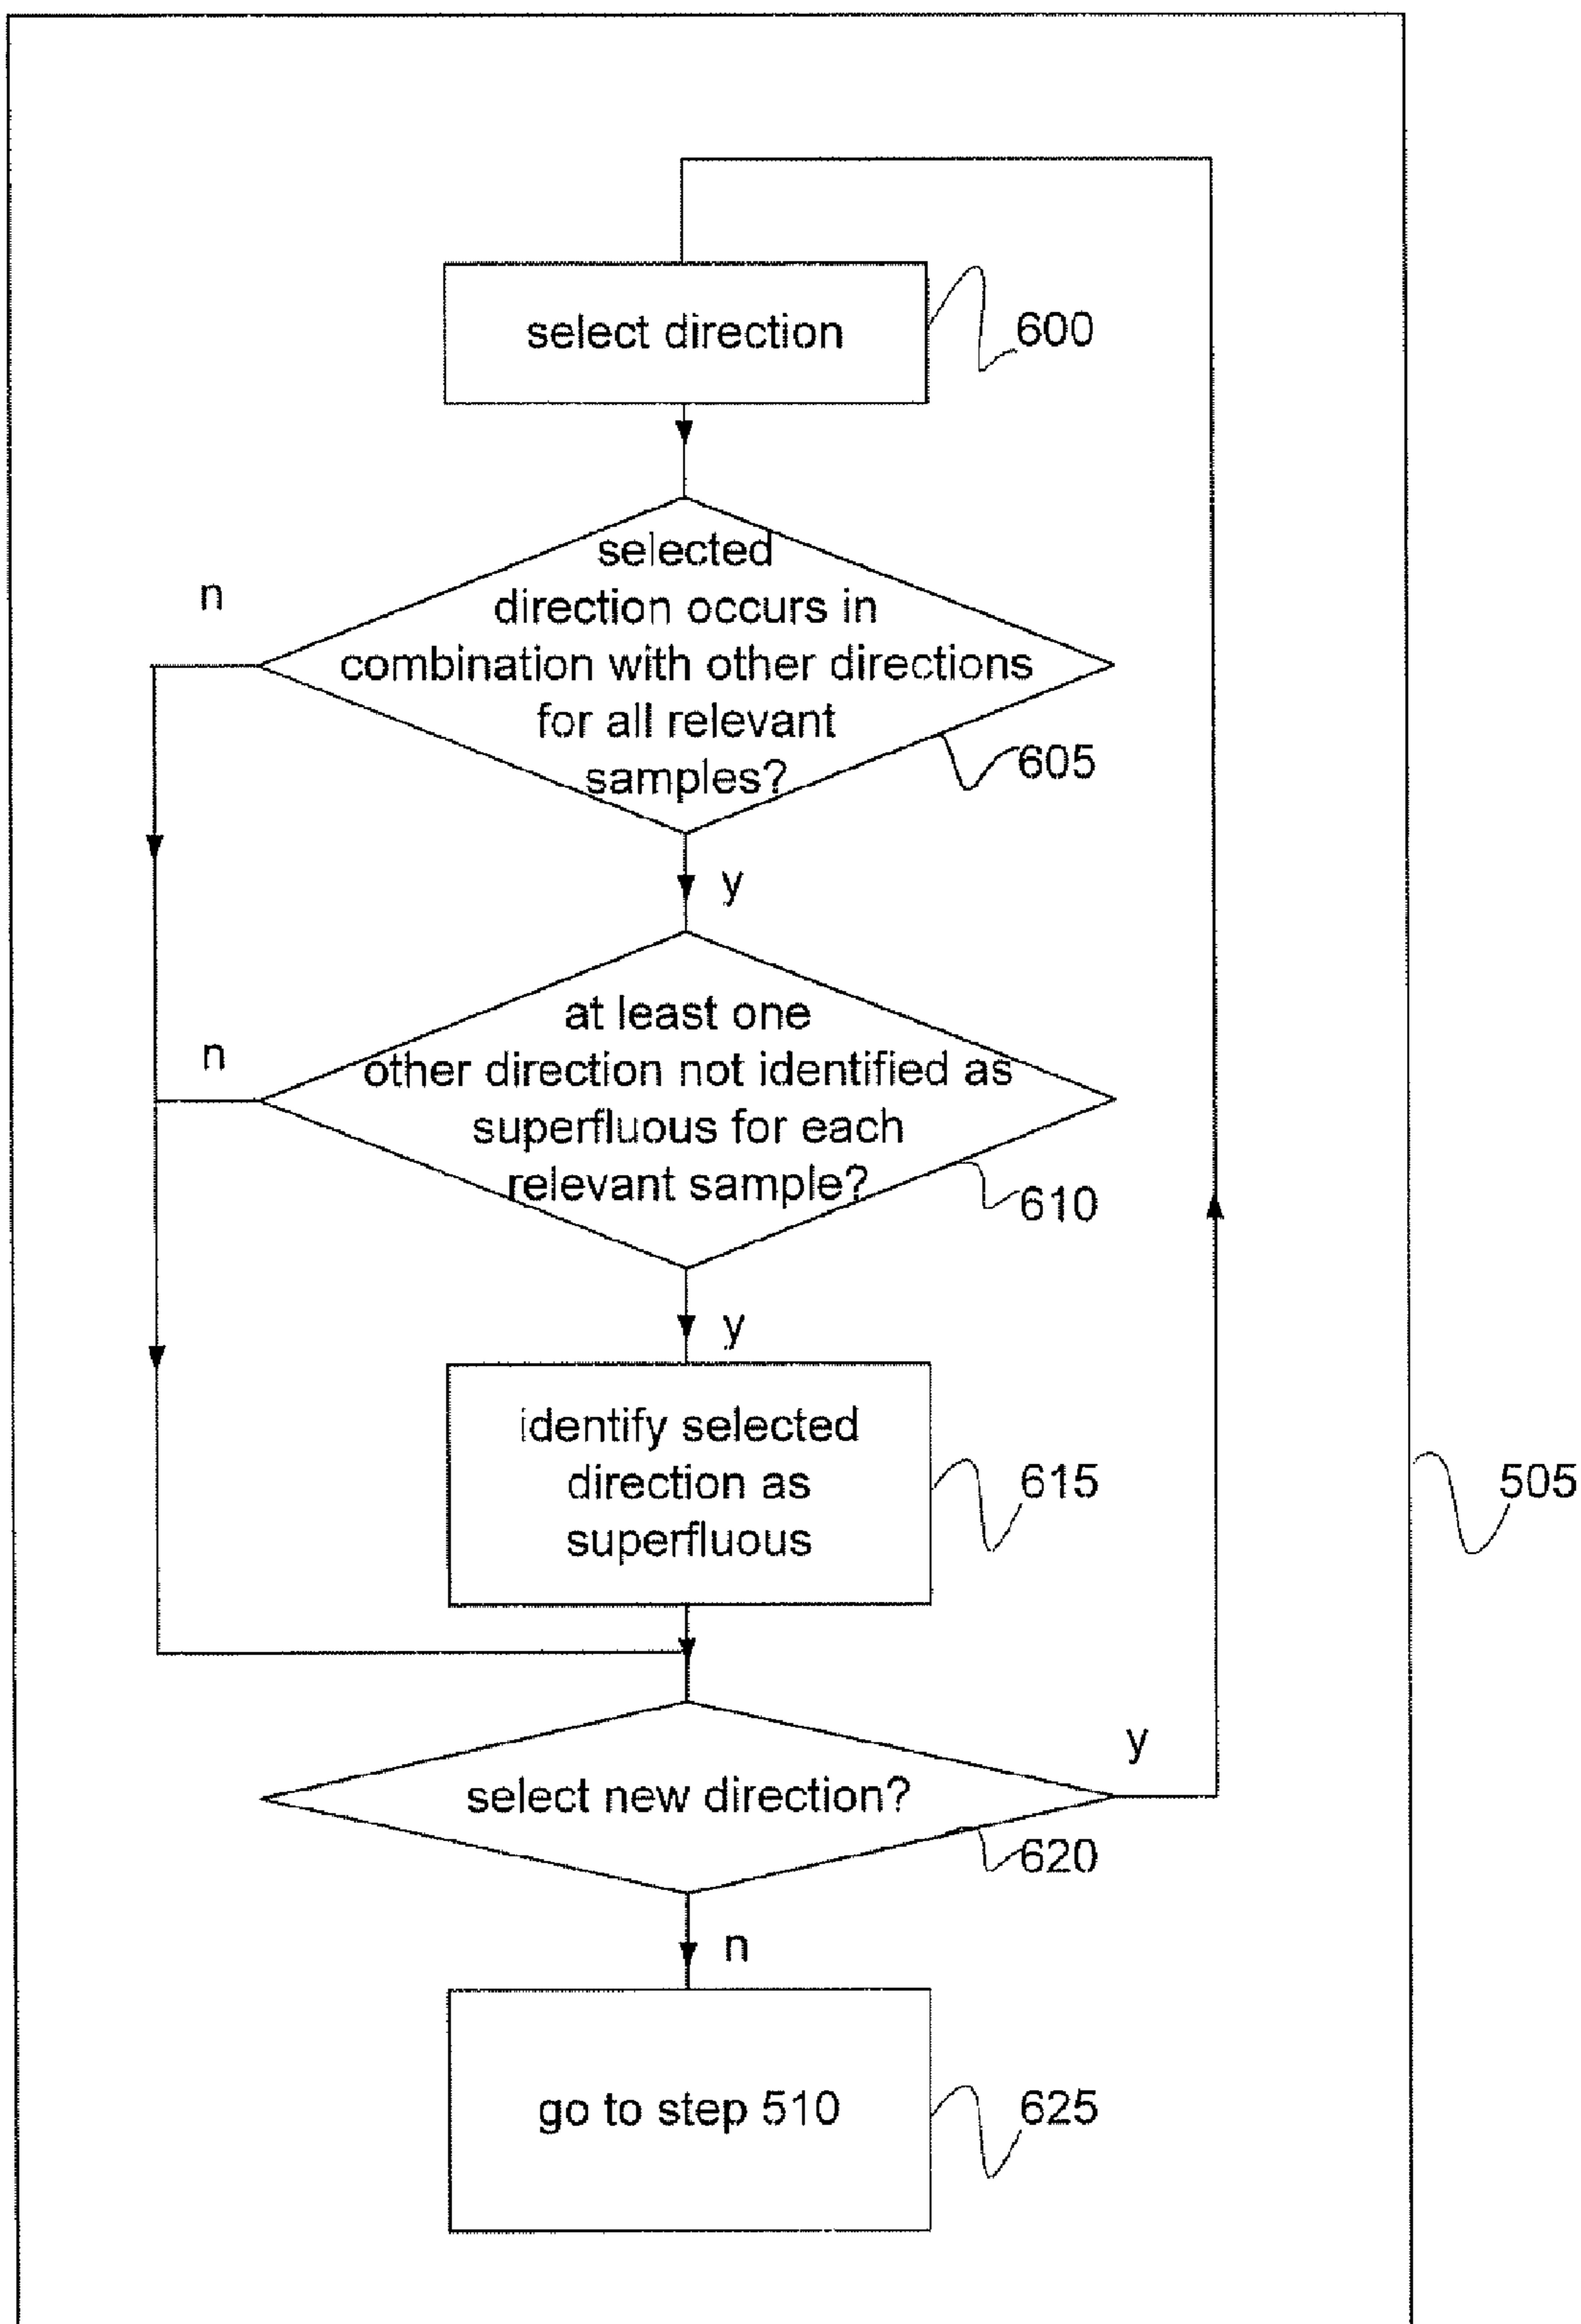 select direction
600
selected
direction occurs in
combination with other directions
for all relevant
samples?
n
605
y
at least one
other direction not identified as
superfluous for each
relevant sample?
n
610
y
identify selected
direction as
superfluous
615
505
y
select new direction?
620
n
go to step 510
625